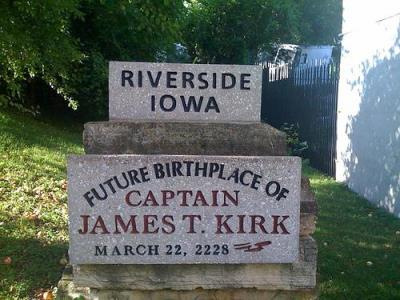 RIVERSIDE
IOWA
FUTURE BIRTHPLACE OF
CAPTAIN
JAMES T. KIRK
MARCH 22, 2228